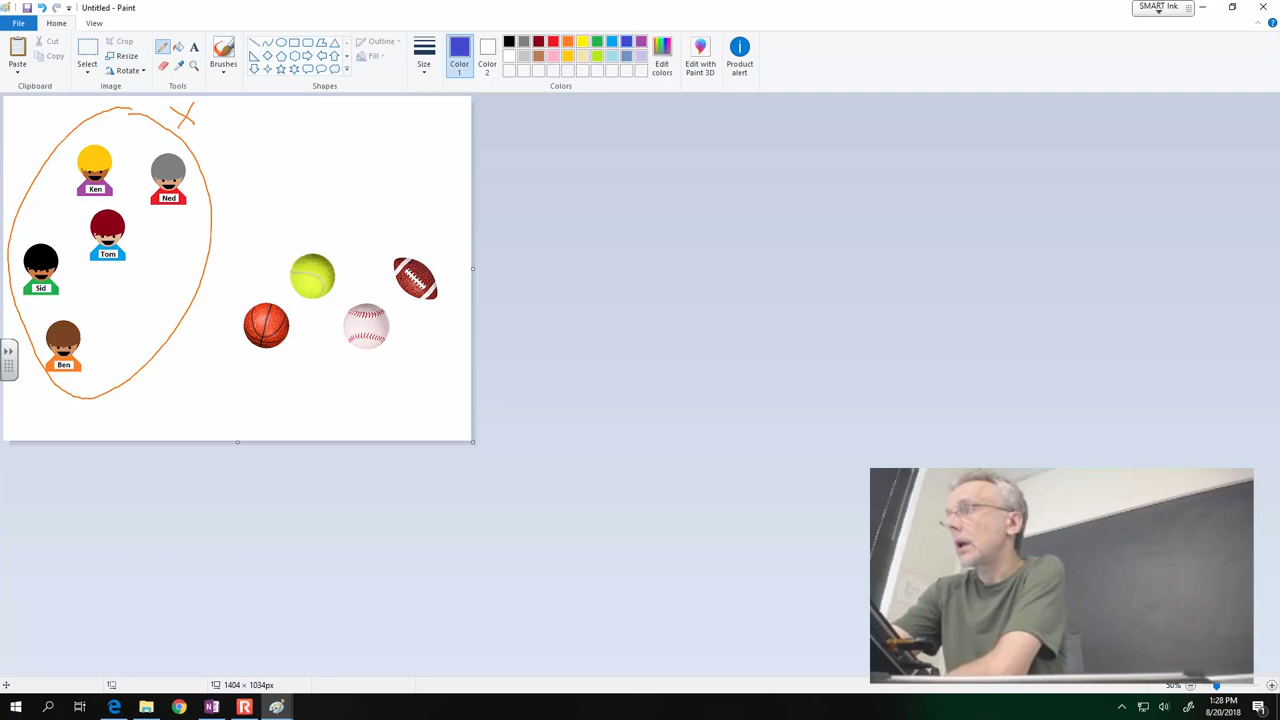 Untitled - Paint
SMART Ink
File Home View
Paste
Cut
Copy
Clipboard
Select
Crop
Resize
Rotate
Image
A
Tools
Brushes
Outline
Fill
Shapes
Size
Color 1
Color 2
Edit colors
Colors
Edit with Paint 3D
Product alert
X
Ken
Ned
Tom
Sid
Ben
1404 × 1034px
50%
1:28 PM
8/20/2018